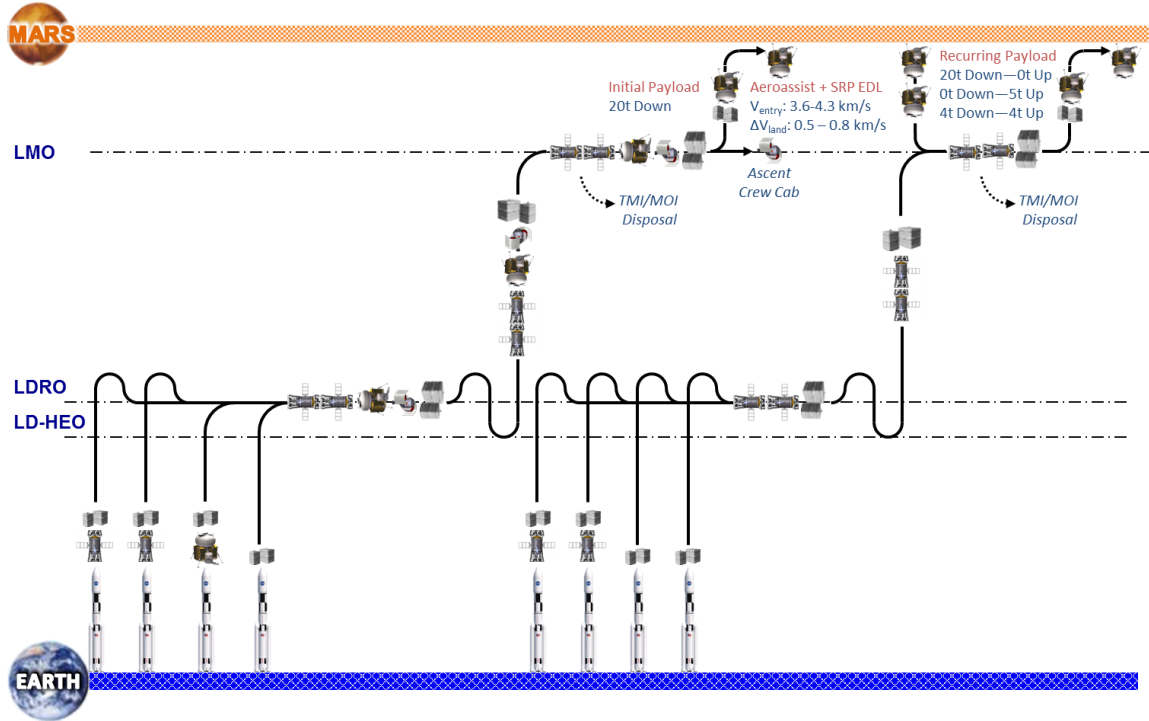 MARS
Initial Payload
20t Down
Aeroassist + SRP EDL
Ventry: 3.6-4.3 km/s
ΔVland: 0.5 – 0.8 km/s
Recurring Payload
20t Down—0t Up
0t Down—5t Up
4t Down—4t Up
LMO
Ascent
Crew Cab
TMI/MOI
Disposal
TMI/MOI
Disposal
LDRO
LD-HEO
EARTH